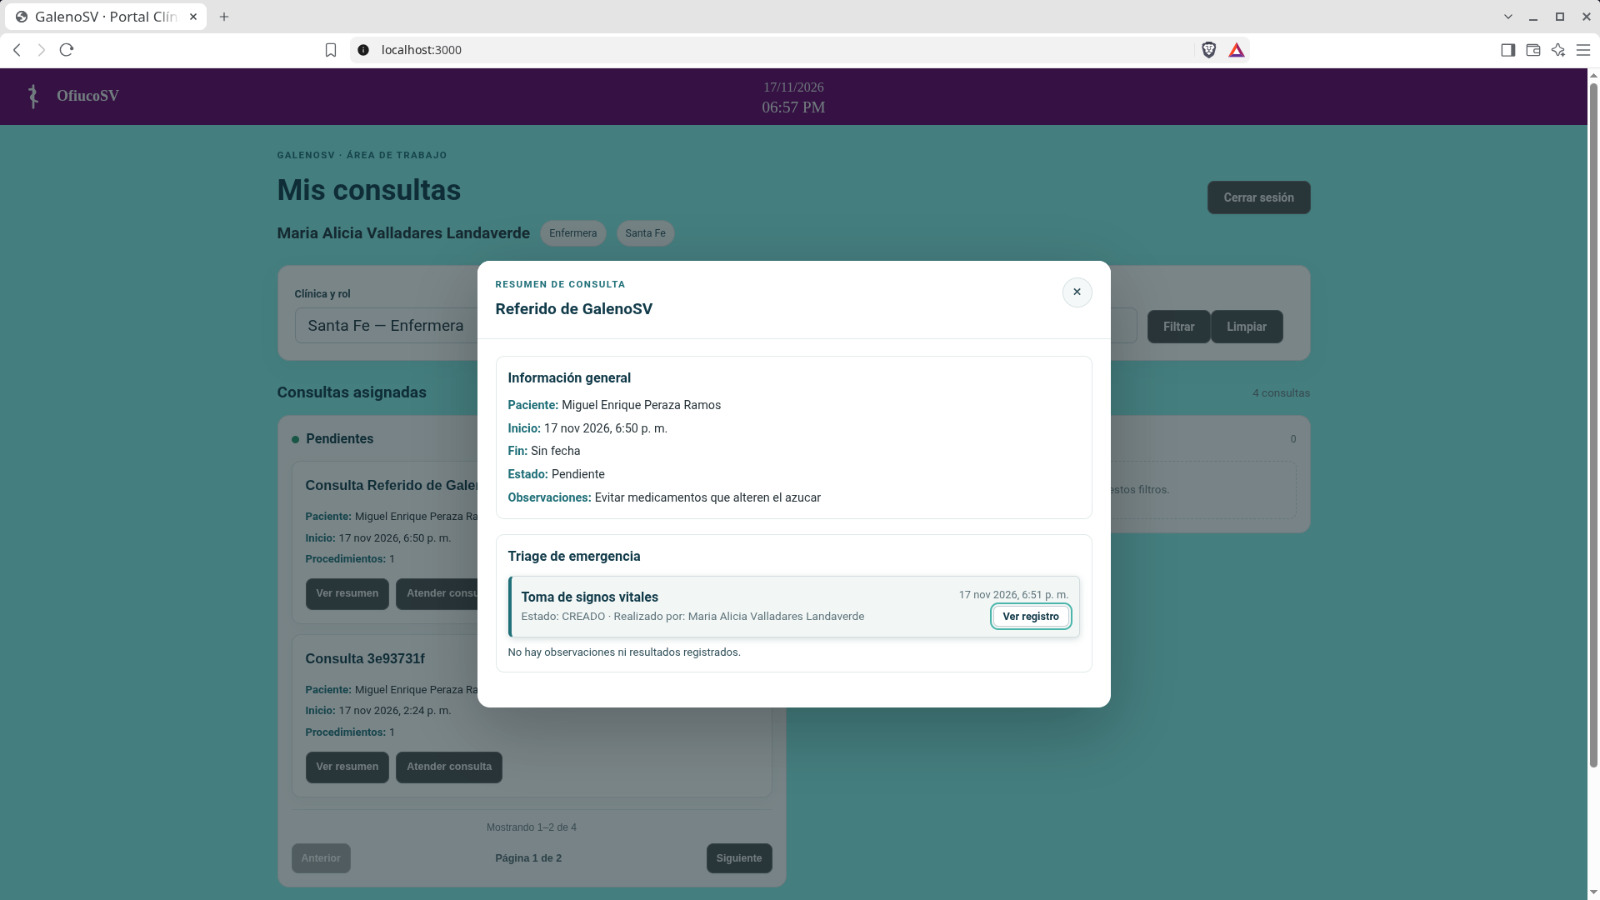 GalenoSV · Portal Clín
localhost:3000
OfiucoSV
17/11/2026
06:57 PM
GALENOSV · ÁREA DE TRABAJO
Mis consultas
Cerrar sesión
Maria Alicia Valladares Landaverde
Enfermera
Santa Fe
Clínica y rol
Santa Fe — Enfermera
Filtrar
Limpiar
Consultas asignadas
4 consultas
Pendientes
0
Consulta Referido de Gale
Paciente: Miguel Enrique Peraza Ra
Inicio: 17 nov 2026, 6:50 p. m.
Procedimientos: 1
Ver resumen
Atender consu
estos filtros.
Consulta 3e93731f
Paciente: Miguel Enrique Peraza Ra
Inicio: 17 nov 2026, 2:24 p. m.
Procedimientos: 1
Ver resumen
Atender consulta
Mostrando 1–2 de 4
Anterior
Página 1 de 2
Siguiente
RESUMEN DE CONSULTA
Referido de GalenoSV
×
Información general
Paciente: Miguel Enrique Peraza Ramos
Inicio: 17 nov 2026, 6:50 p. m.
Fin: Sin fecha
Estado: Pendiente
Observaciones: Evitar medicamentos que alteren el azucar
Triage de emergencia
Toma de signos vitales
17 nov 2026, 6:51 p. m.
Estado: CREADO · Realizado por: Maria Alicia Valladares Landaverde
Ver registro
No hay observaciones ni resultados registrados.